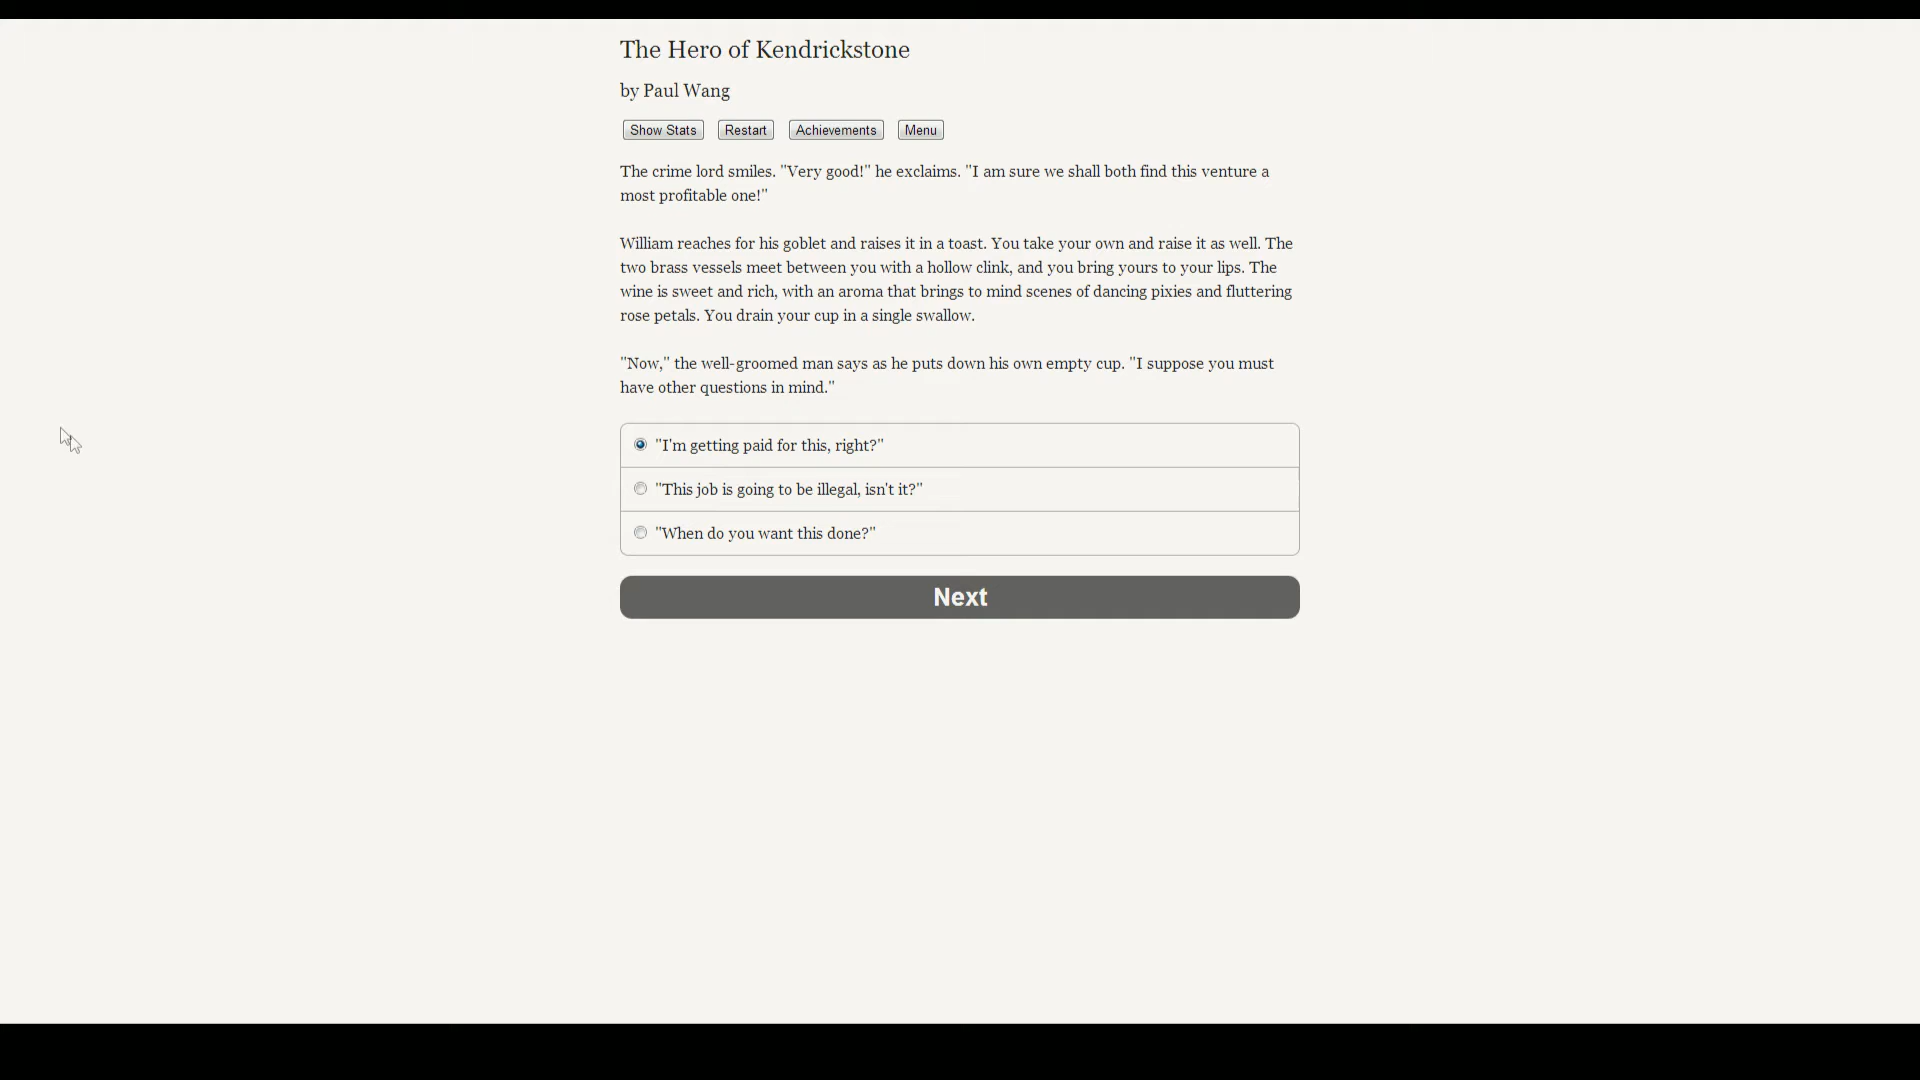 The Hero of Kendrickstone
by Paul Wang
Show Stats Restart Achievements Menu
The crime lord smiles. "Very good!" he exclaims. "I am sure we shall both find this venture a
most profitable one!"
William reaches for his goblet and raises it in a toast. You take your own and raise it as well. The
two brass vessels meet between you with a hollow clink, and you bring yours to your lips. The
wine is sweet and rich, with an aroma that brings to mind scenes of dancing pixies and fluttering
rose petals. You drain your cup in a single swallow.
"Now," the well-groomed man says as he puts down his own empty cup. "I suppose you must
have other questions in mind."
"I'm getting paid for this, right?"
"This job is going to be illegal, isn't it?"
"When do you want this done?"
Next